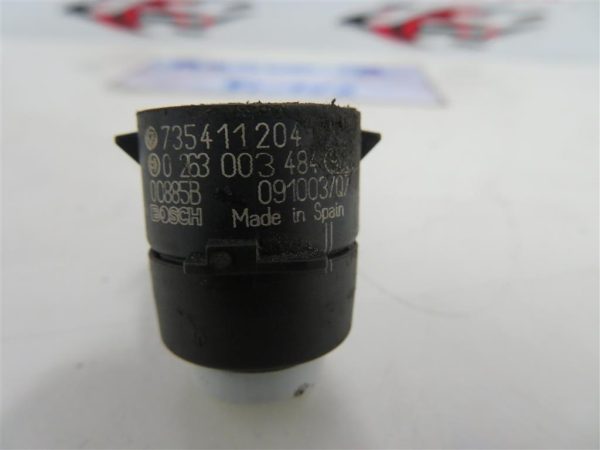 735411204
0 263 003 484
00885B 091003/07
BOSCH Made in Spain